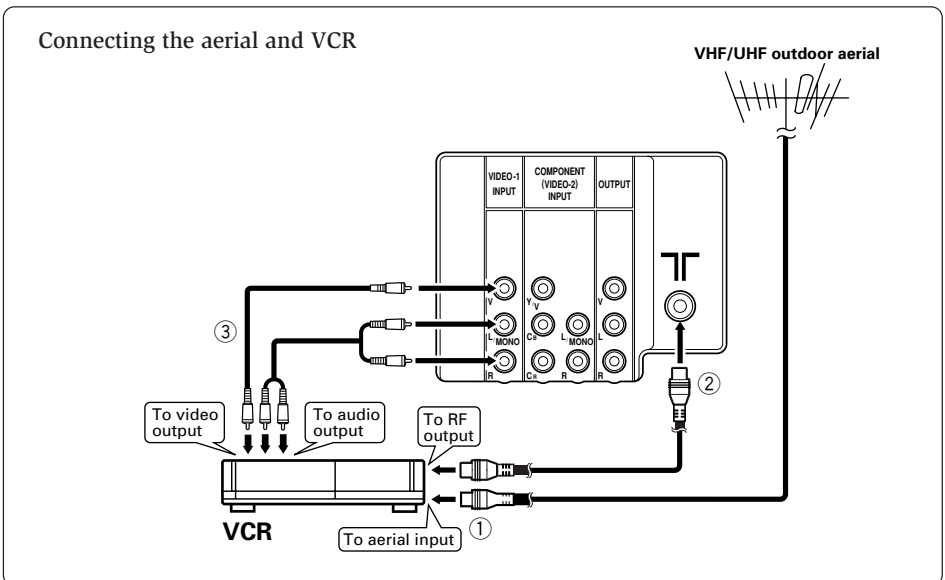 Connecting the aerial and VCR
VHF/UHF outdoor aerial
VIDEO-1
INPUT
COMPONENT
(VIDEO-2)
INPUT
OUTPUT
V
Y/V
V
L/MONO
CB
L/MONO
L
R
CR
R
R
③
②
To video
output
To audio
output
To RF
output
VCR
To aerial input
①